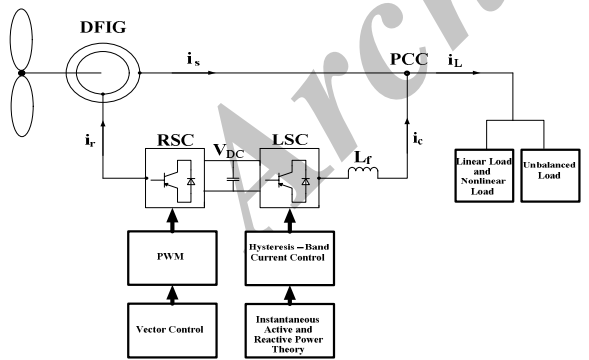 DFIG
PCC
i_s
i_L
i_r
RSC
V_DC
LSC
L_f
i_c
Linear Load
and
Nonlinear
Load
Unbalanced
Load
PWM
Hysteresis – Band
Current Control
Vector Control
Instantaneous
Active and
Reactive Power
Theory
Arch